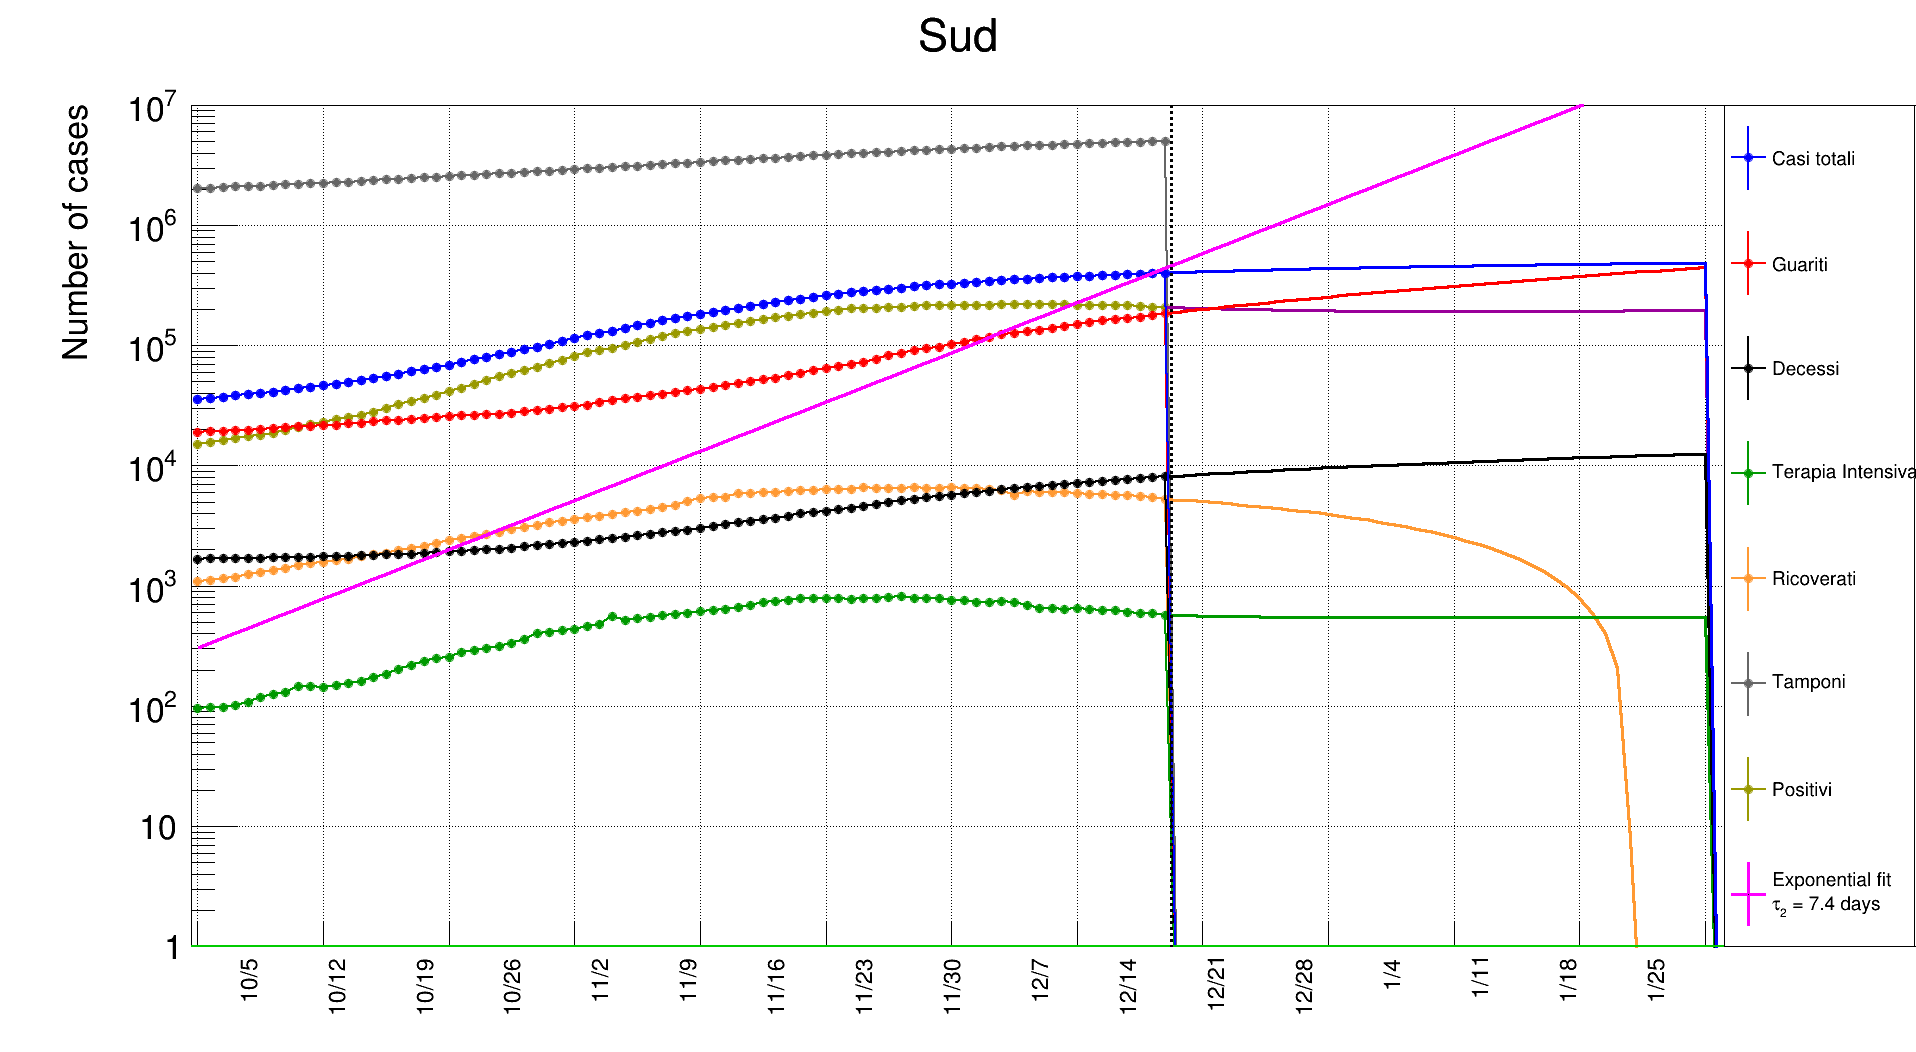 Sud
Number of cases
10^7
10^6
10^5
10^4
10^3
10^2
10
1
10/5
10/12
10/19
10/26
11/2
11/9
11/16
11/23
11/30
12/7
12/14
12/21
12/28
1/4
1/11
1/18
1/25
Casi totali
Guariti
Decessi
Terapia Intensiva
Ricoverati
Tamponi
Positivi
Exponential fit
τ_2 = 7.4 days